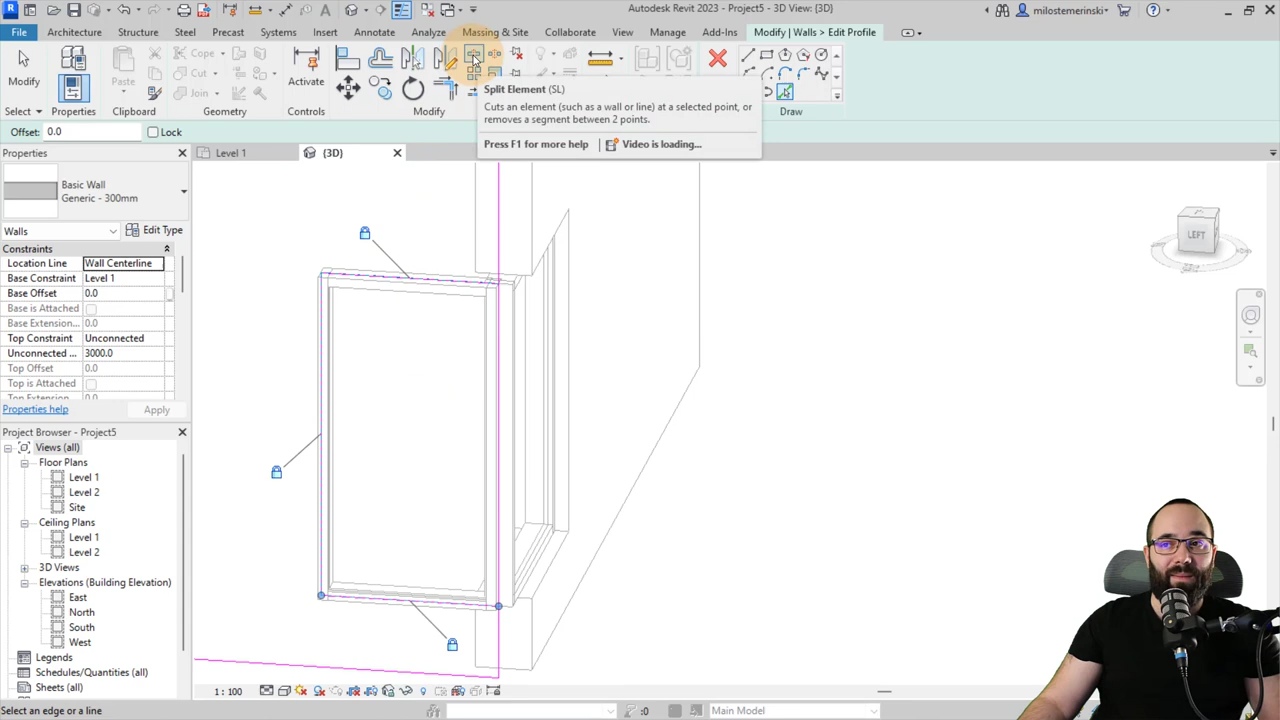 Autodesk Revit 2023 - Project5 - 3D View: {3D}
milostemerinski...
File
Architecture
Structure
Steel
Precast
Systems
Insert
Annotate
Analyze
Massing & Site
Collaborate
View
Manage
Add-Ins
Modify | Walls > Edit Profile
Modify
Select
Properties
Paste
Clipboard
Cope
Cut
Join
Geometry
Controls
Modify
Draw
Split Element (SL)
Cuts an element (such as a wall or line) at a selected point, or
removes a segment between 2 points.
Press F1 for more help
Video is loading...
Offset: 0.0
Lock
Properties
Level 1
{3D}
Basic Wall
Generic - 300mm
Walls
Edit Type
Constraints
Location Line Wall Centerline
Base Constraint Level 1
Base Offset 0.0
Base is Attached
Base Extension... 0.0
Top Constraint Unconnected
Unconnected ... 3000.0
Top Offset 0.0
Top is Attached
Properties help
Apply
Project Browser - Project5
Views (all)
Floor Plans
Level 1
Level 2
Site
Ceiling Plans
Level 1
Level 2
3D Views
Elevations (Building Elevation)
East
North
South
West
Legends
Schedules/Quantities (all)
Sheets (all)
LEFT
1 : 100
Select an edge or a line
:0
Main Model